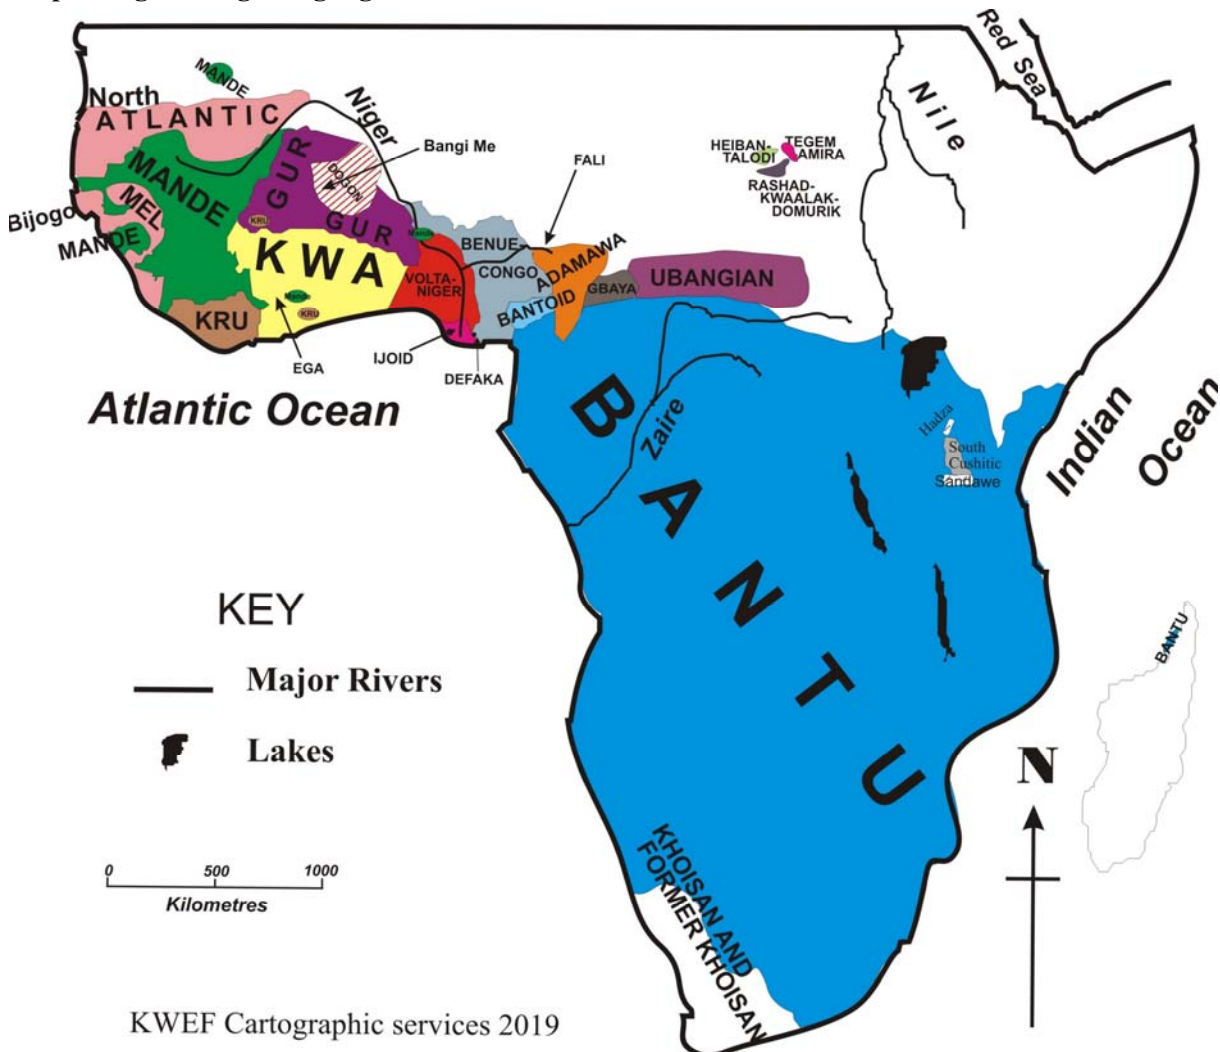 Red Sea
Nile
MANDE
North
ATLANTIC
Niger
Bangi Me
FALI
HEIBAN-
TALODI
TEGEM
AMIRA
RASHAD-
KWAALAK-
DOMURIK
GUR
DOGON
MANDE
MEL
Bijogo
MANDE
KRU
GUR
Mande
KWA
BENUE-
CONGO
ADAMAWA
VOLTA-
NIGER
BANTOID
GBAYA
UBANGIAN
KRU
Mande
KRU
EGA
IJOID
DEFAKA
Atlantic Ocean
BANTU
Zaire
Hadza
South
Cushitic
Sandawe
Indian
Ocean
KEY
Major Rivers
Lakes
BANTU
N
0 500 1000
Kilometres
KHOISAN AND
FORMER KHOISAN
KWEF Cartographic services 2019